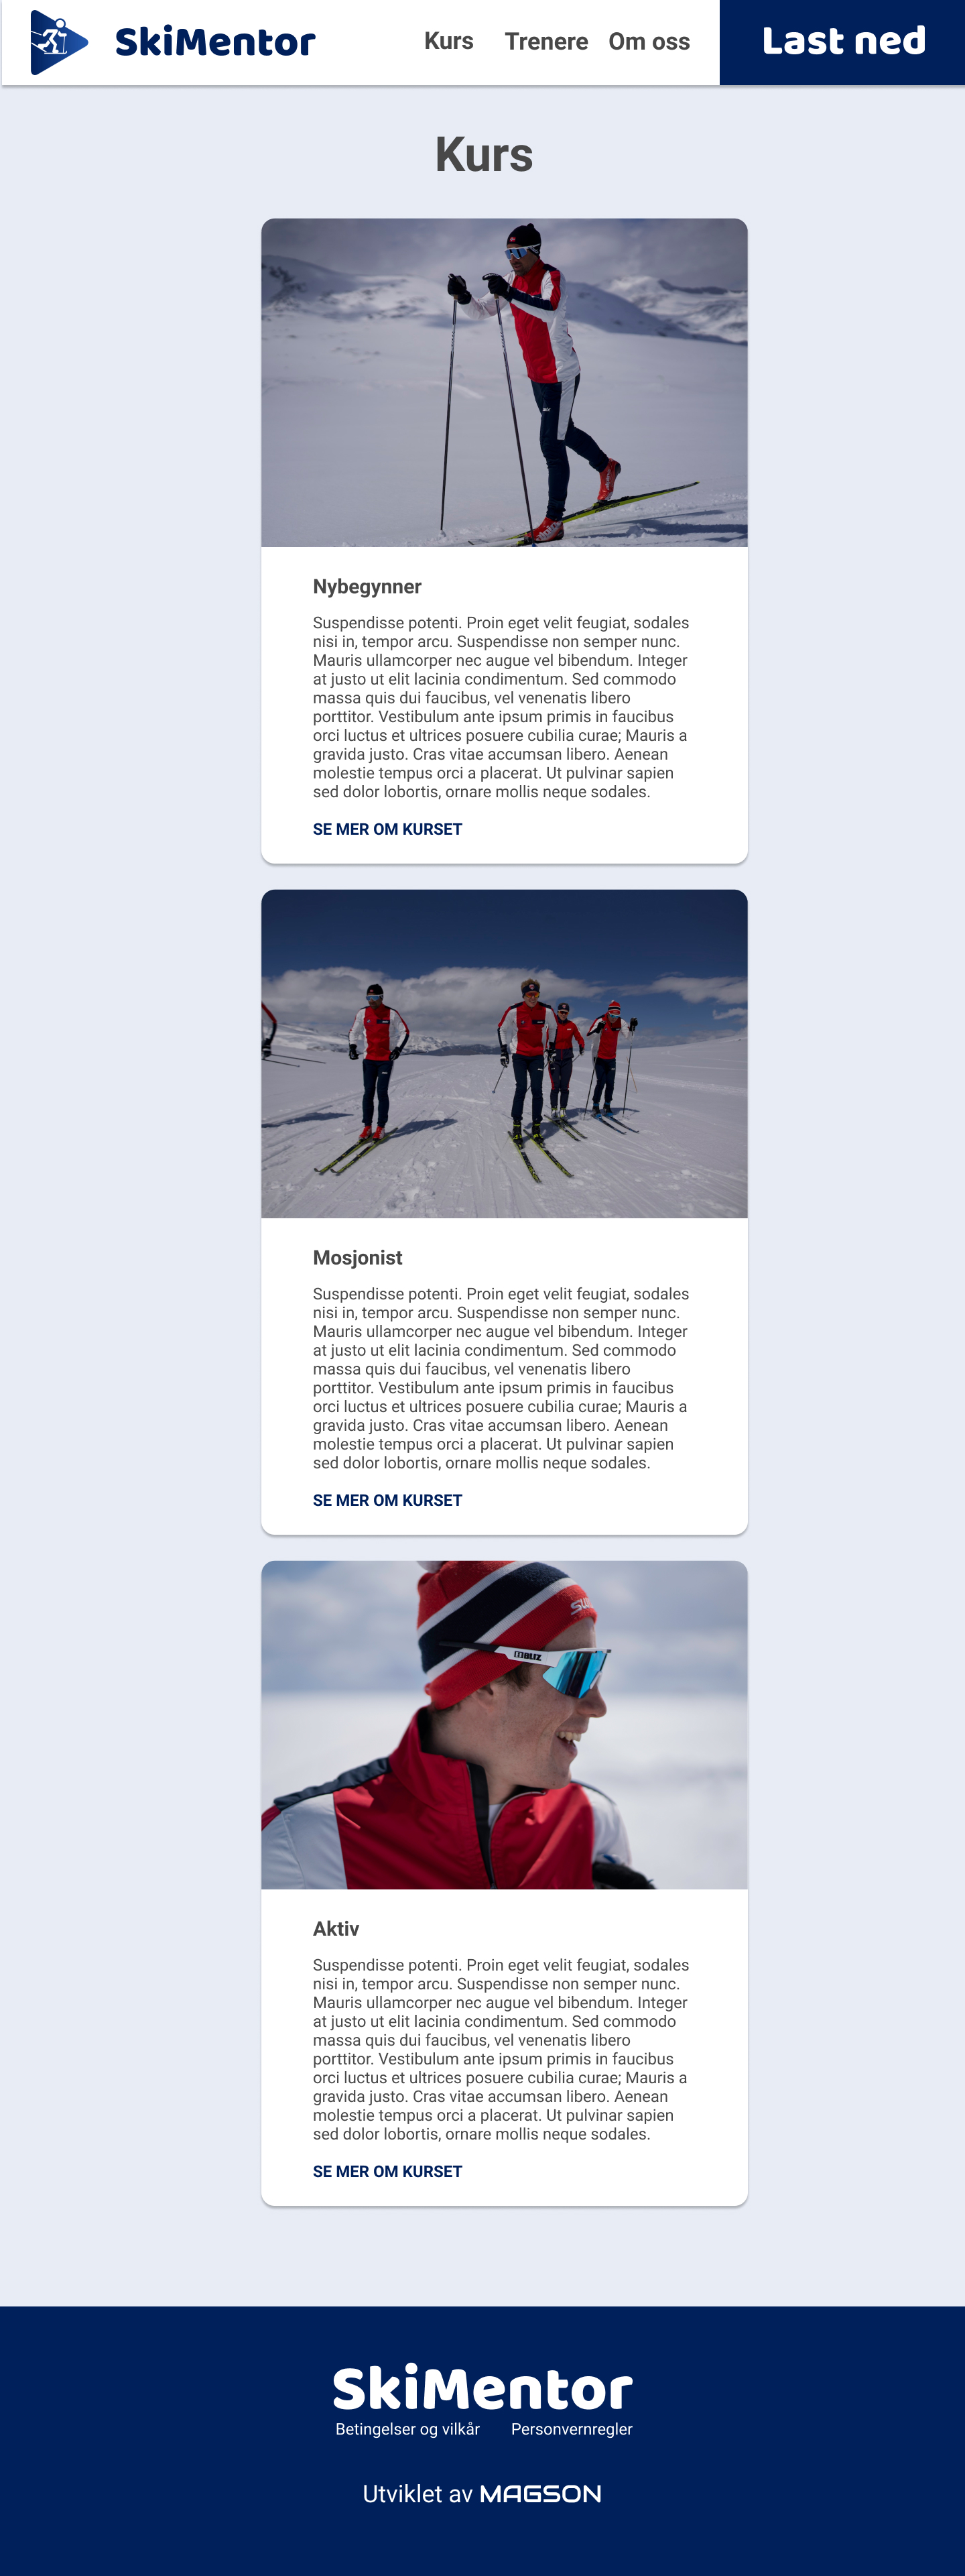 SkiMentor
Kurs Trenere Om oss
Last ned
Kurs
Nybegynner
Suspendisse potenti. Proin eget velit feugiat, sodales
nisi in, tempor arcu. Suspendisse non semper nunc.
Mauris ullamcorper nec augue vel bibendum. Integer
at justo ut elit lacinia condimentum. Sed commodo
massa quis dui faucibus, vel venenatis libero
porttitor. Vestibulum ante ipsum primis in faucibus
orci luctus et ultrices posuere cubilia curae; Mauris a
gravida justo. Cras vitae accumsan libero. Aenean
molestie tempus orci a placerat. Ut pulvinar sapien
sed dolor lobortis, ornare mollis neque sodales.
SE MER OM KURSET
Mosjonist
Suspendisse potenti. Proin eget velit feugiat, sodales
nisi in, tempor arcu. Suspendisse non semper nunc.
Mauris ullamcorper nec augue vel bibendum. Integer
at justo ut elit lacinia condimentum. Sed commodo
massa quis dui faucibus, vel venenatis libero
porttitor. Vestibulum ante ipsum primis in faucibus
orci luctus et ultrices posuere cubilia curae; Mauris a
gravida justo. Cras vitae accumsan libero. Aenean
molestie tempus orci a placerat. Ut pulvinar sapien
sed dolor lobortis, ornare mollis neque sodales.
SE MER OM KURSET
BLIZ
Aktiv
Suspendisse potenti. Proin eget velit feugiat, sodales
nisi in, tempor arcu. Suspendisse non semper nunc.
Mauris ullamcorper nec augue vel bibendum. Integer
at justo ut elit lacinia condimentum. Sed commodo
massa quis dui faucibus, vel venenatis libero
porttitor. Vestibulum ante ipsum primis in faucibus
orci luctus et ultrices posuere cubilia curae; Mauris a
gravida justo. Cras vitae accumsan libero. Aenean
molestie tempus orci a placerat. Ut pulvinar sapien
sed dolor lobortis, ornare mollis neque sodales.
SE MER OM KURSET
SkiMentor
Betingelser og vilkår Personvernregler
Utviklet av MAGSON